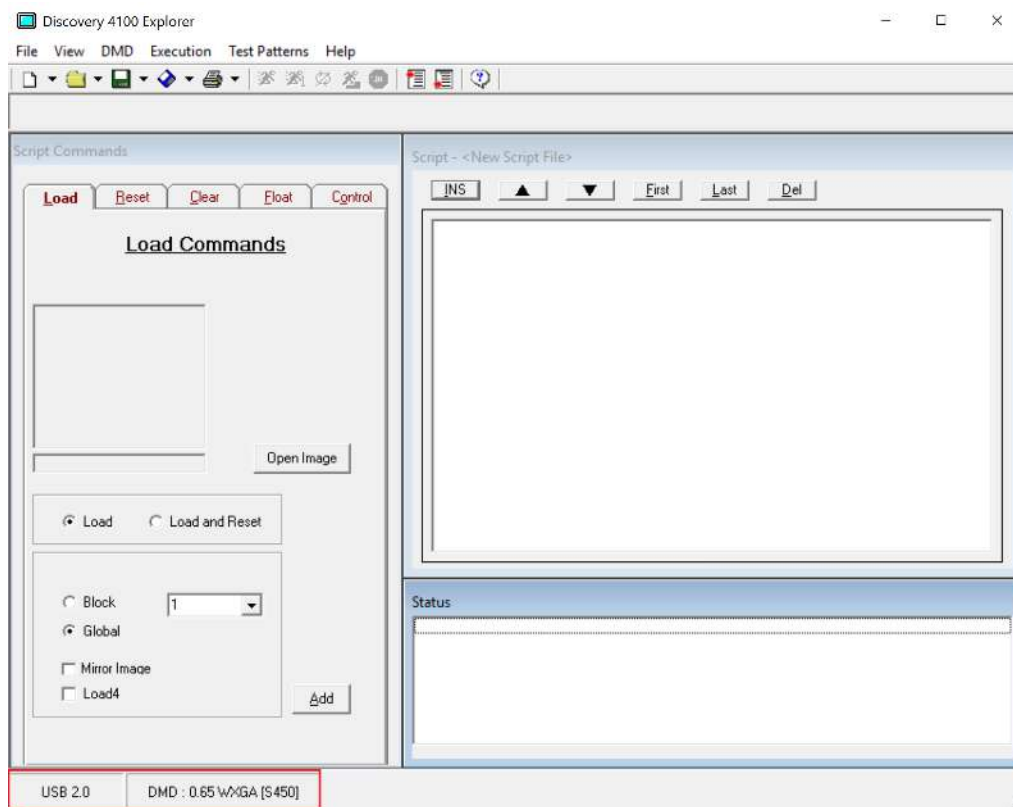 Discovery 4100 Explorer
File View DMD Execution Test Patterns Help
Script Commands
Load Reset Clear Float Control
Load Commands
Open Image
Load Load and Reset
Block 1
Global
Mirror Image
Load4
Add
Script - <New Script File>
INS ▲ ▼ First Last Del
Status
USB 2.0 DMD : 0.65 WXGA [S450]